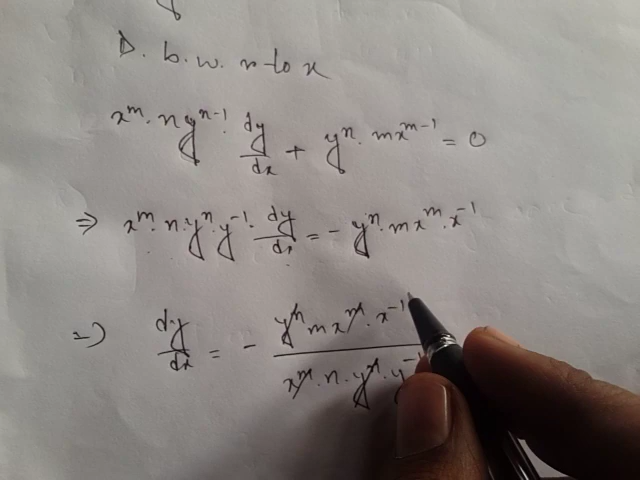 D. b. w. r to x
x^m · n y^{n-1} · dy/dx + y^n · m x^{m-1} = 0
⇒ x^m · n · y^n · y^{-1} · dy/dx = - y^n · m x^m · x^{-1}
⇒ dy/dx = - y^n m x^m · x^{-1} / x^m · n · y^n · y^{-1}